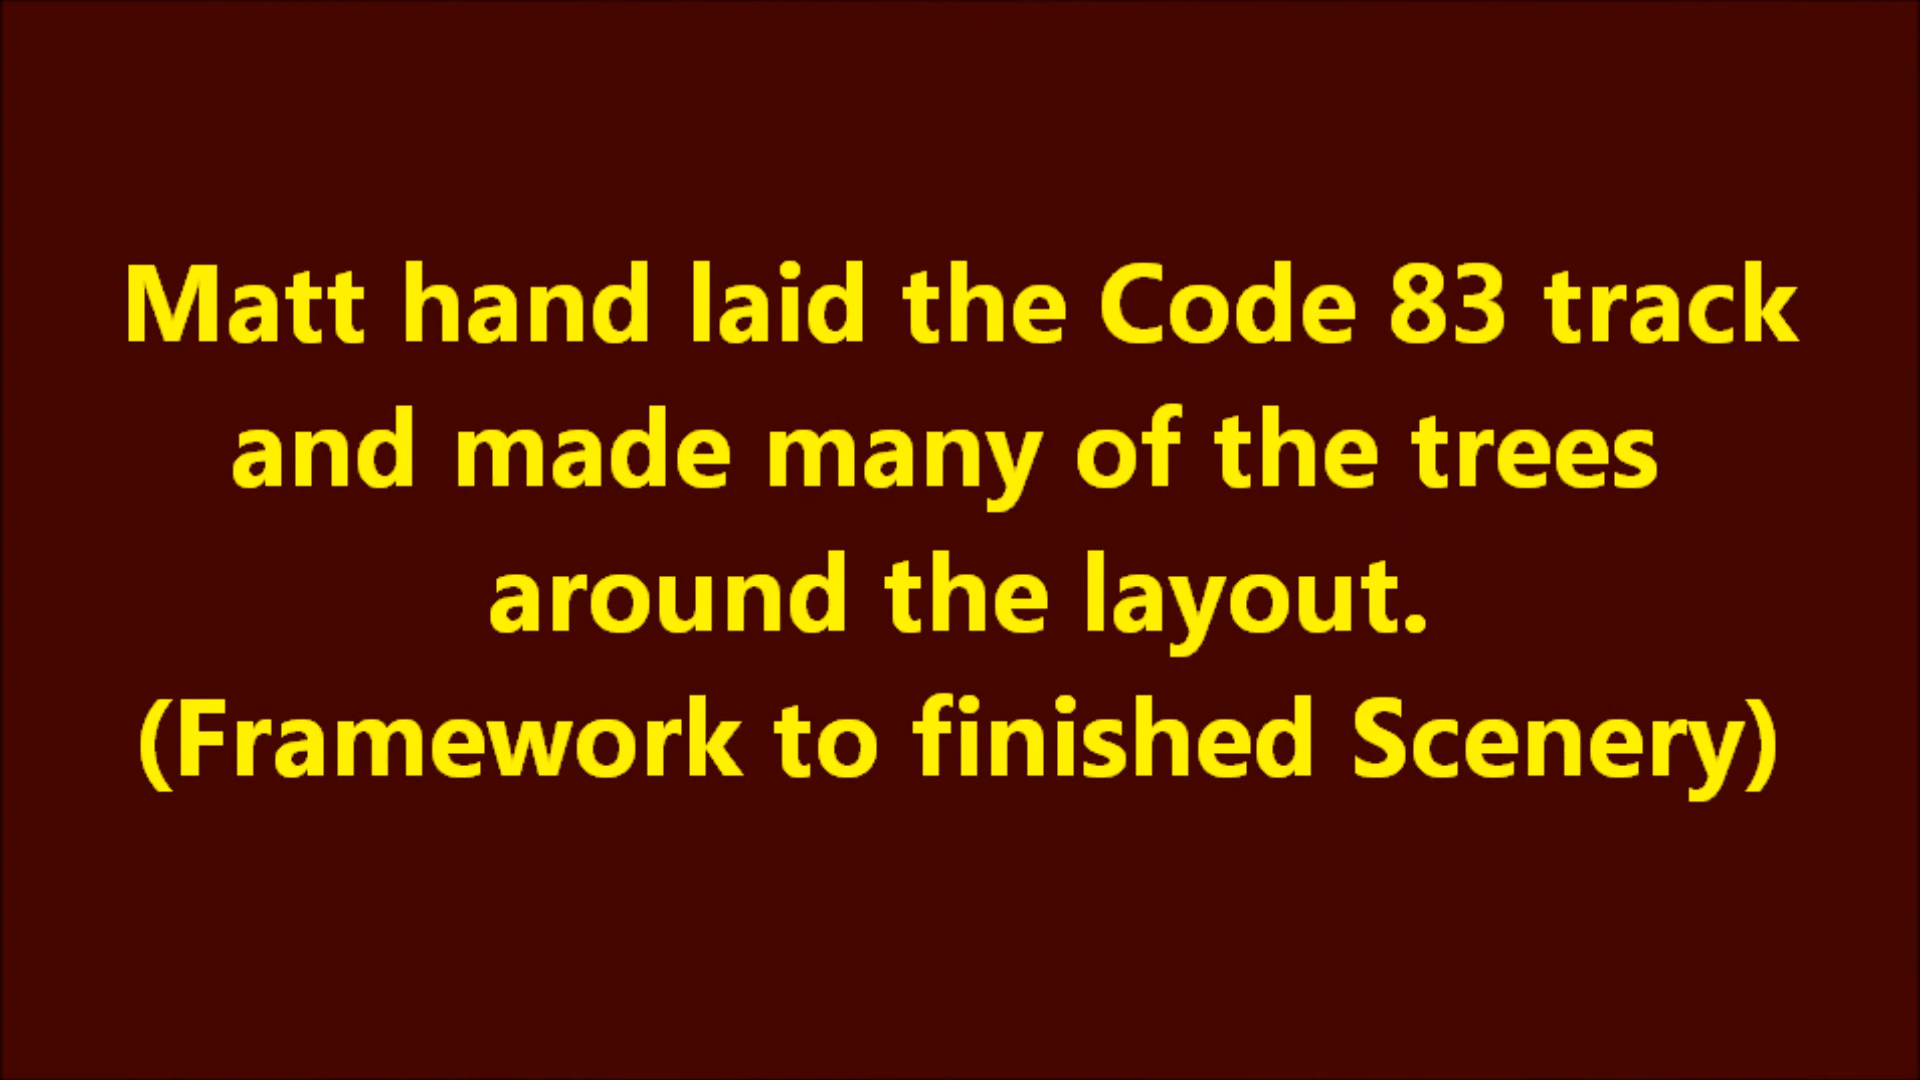 Matt hand laid the Code 83 track
and made many of the trees
around the layout.
(Framework to finished Scenery)